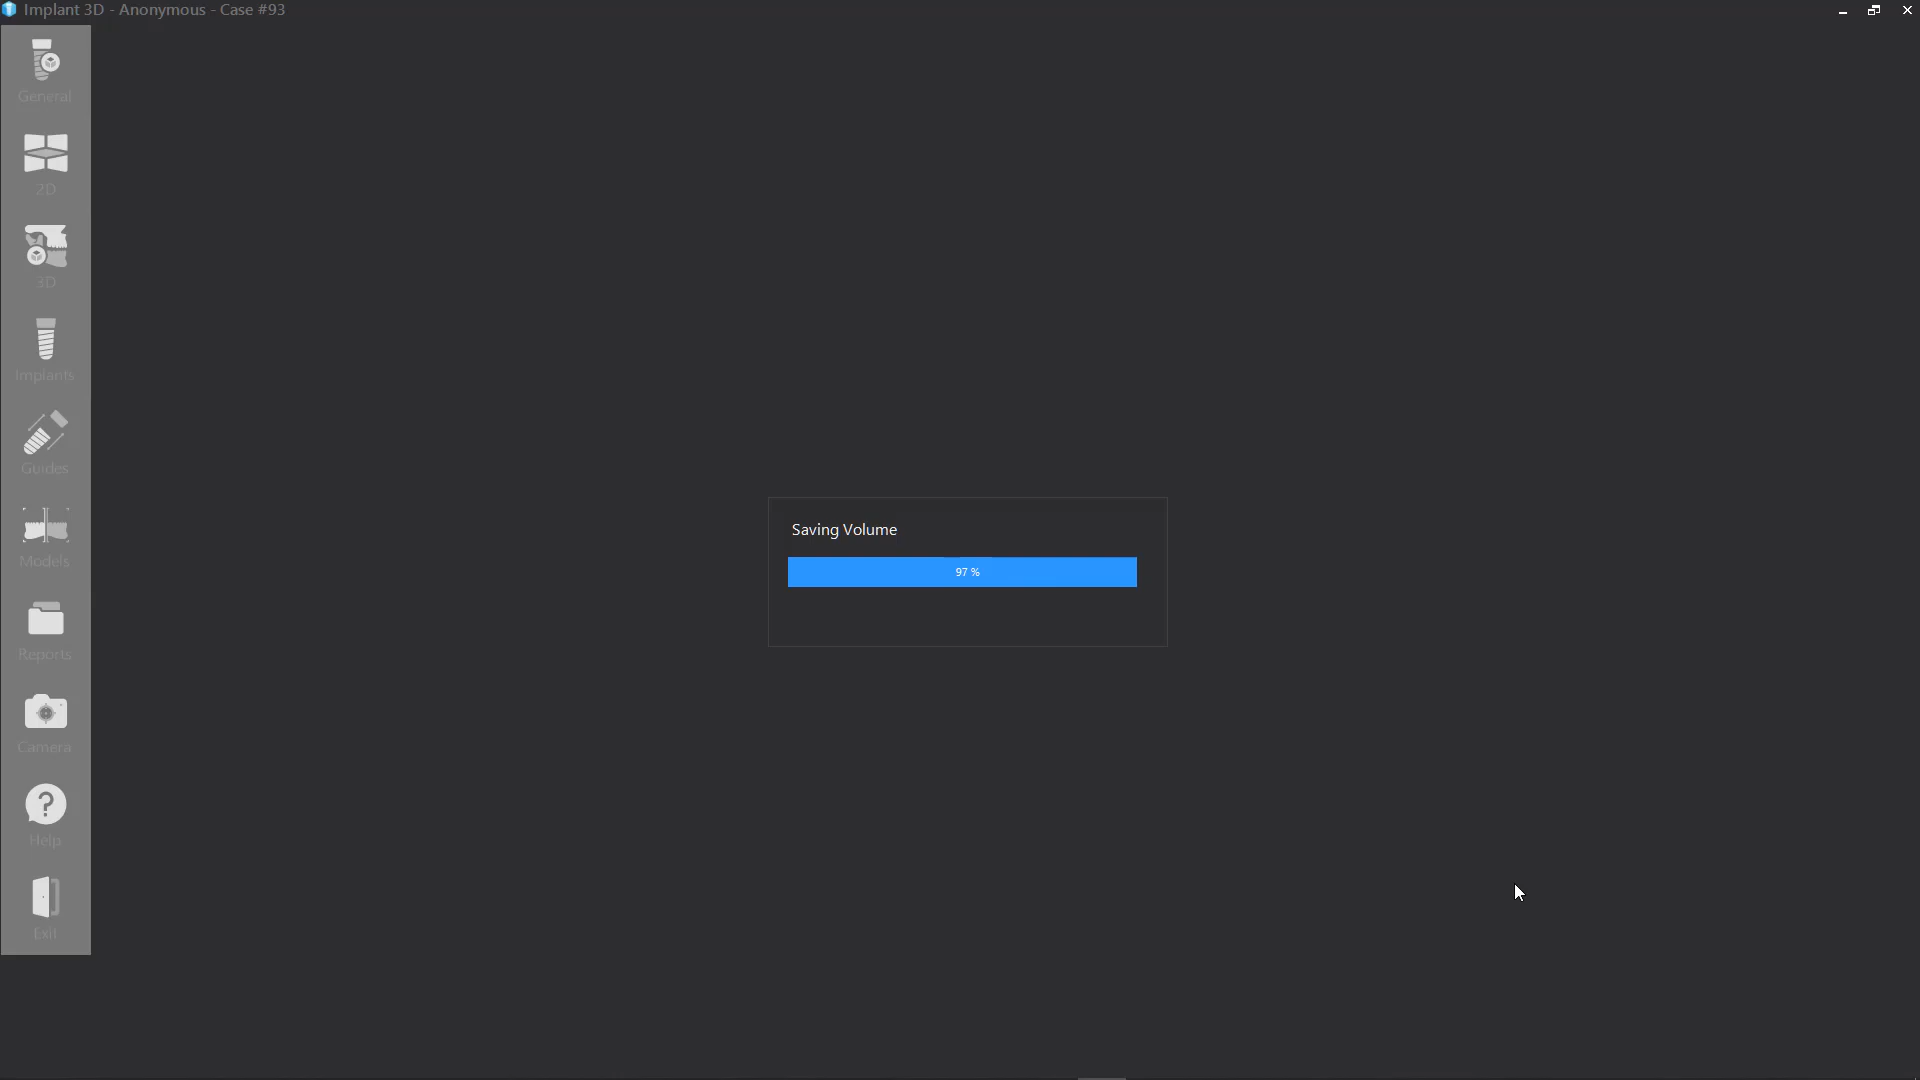 Implant 3D - Anonymous - Case #93
General
2D
3D
Implants
Guides
Models
Reports
Camera
Help
Exit
Saving Volume
97 %